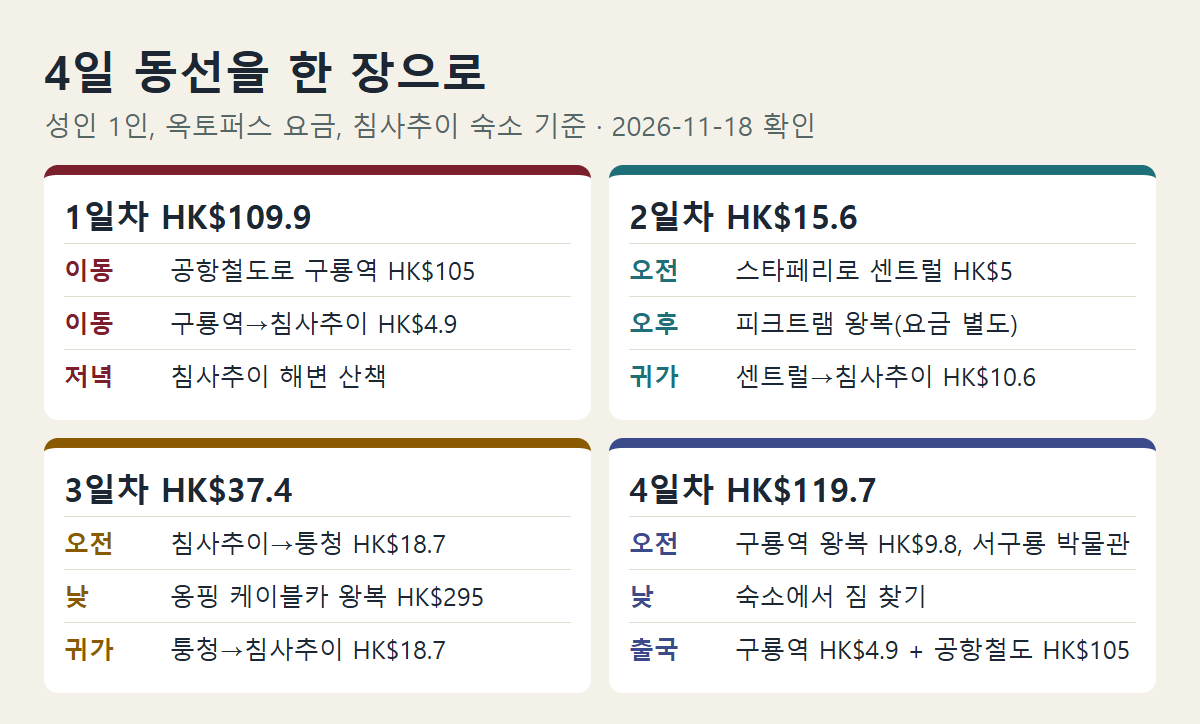 4일 동선을 한 장으로
성인 1인, 옥토퍼스 요금, 침사추이 숙소 기준 · 2026-11-18 확인
1일차 HK$109.9
이동 공항철도로 구룡역 HK$105
이동 구룡역→침사추이 HK$4.9
저녁 침사추이 해변 산책
2일차 HK$15.6
오전 스타페리로 센트럴 HK$5
오후 피크트램 왕복(요금 별도)
귀가 센트럴→침사추이 HK$10.6
3일차 HK$37.4
오전 침사추이→퉁청 HK$18.7
낮 옹핑 케이블카 왕복 HK$295
귀가 퉁청→침사추이 HK$18.7
4일차 HK$119.7
오전 구룡역 왕복 HK$9.8, 서구룡 박물관
낮 숙소에서 짐 찾기
출국 구룡역 HK$4.9 + 공항철도 HK$105